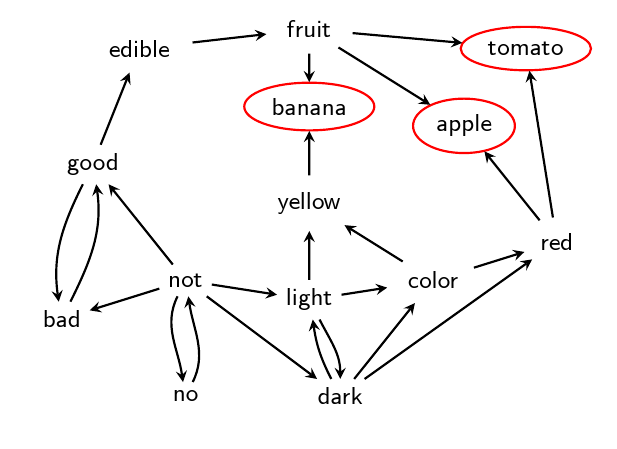 fruit
edible
tomato
banana
apple
good
yellow
red
not
color
light
bad
no
dark